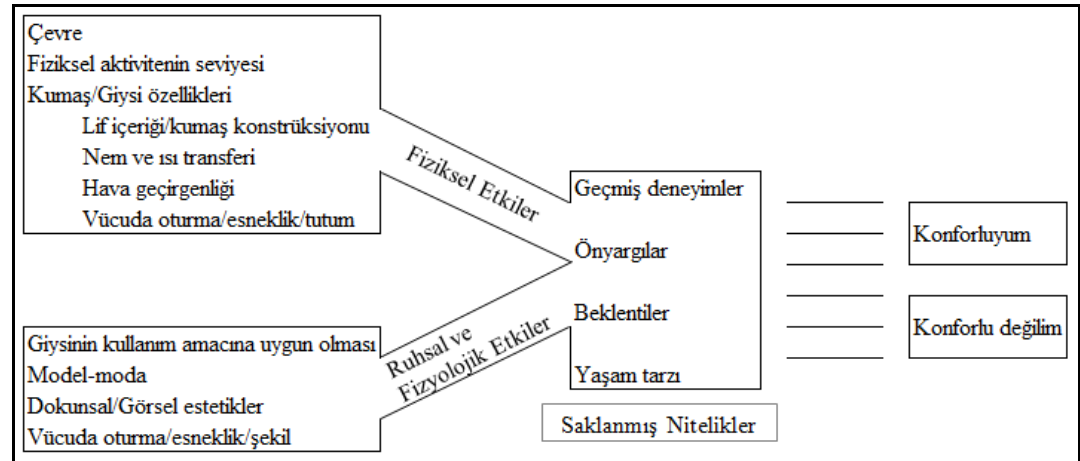 Çevre
Fiziksel aktivitenin seviyesi
Kumaş/Giysi özellikleri
Lif içeriği/kumaş konstrüksiyonu
Nem ve ısı transferi
Hava geçirgenliği
Vücuda oturma/esneklik/tutum
Fiziksel Etkiler
Giysinin kullanım amacına uygun olması
Model-moda
Dokunsal/Görsel estetikler
Vücuda oturma/esneklik/şekil
Ruhsal ve
Fizyolojik Etkiler
Geçmiş deneyimler
Önyargılar
Beklentiler
Yaşam tarzı
Saklanmış Nitelikler
Konforluyum
Konforlu değilim